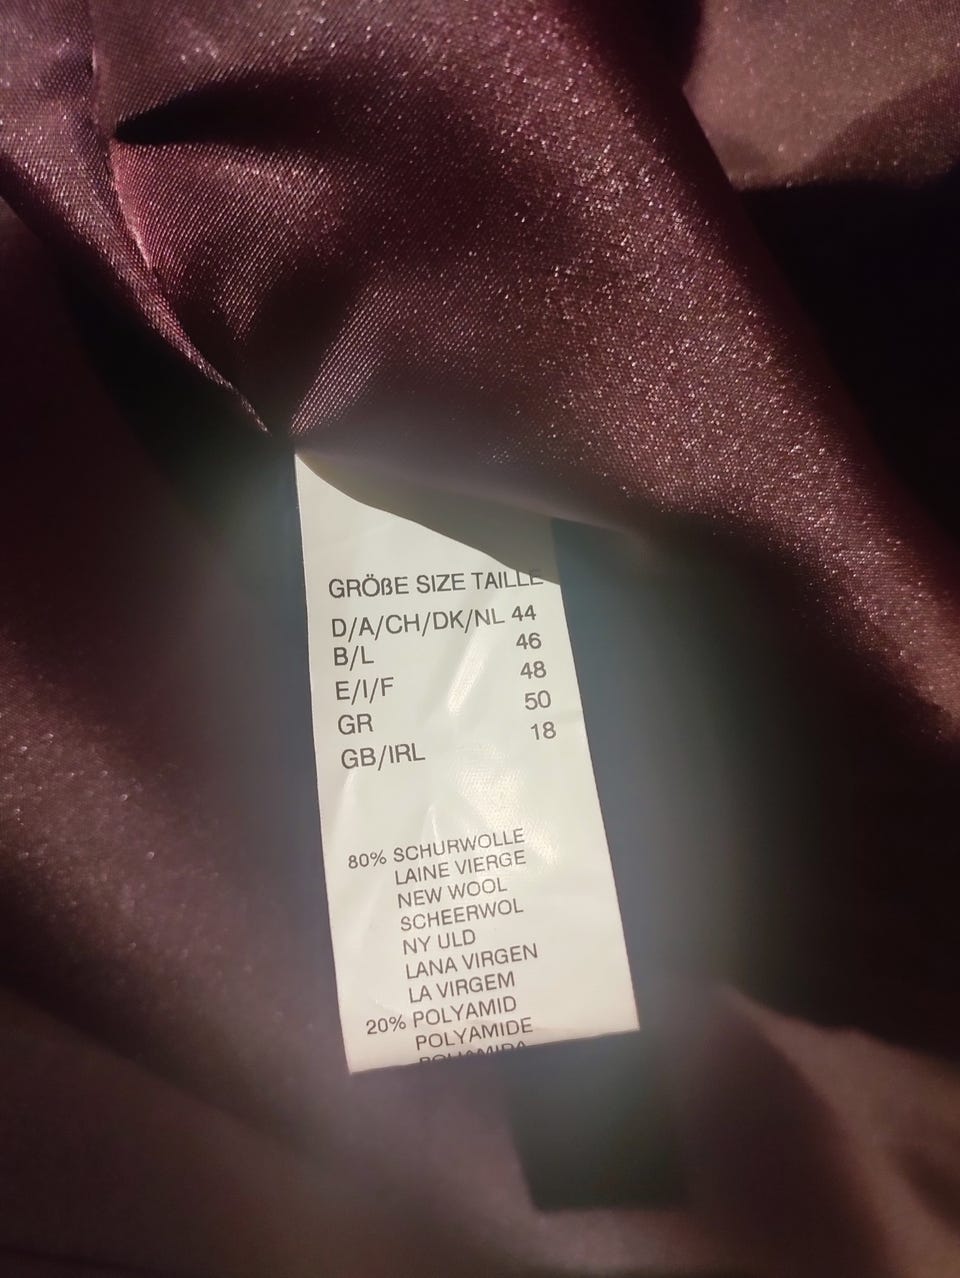 GRÖßE SIZE TAILLE
D/A/CH/DK/NL 44
B/L 46
E/I/F 48
GR 50
GB/IRL 18
80% SCHURWOLLE
LAINE VIERGE
NEW WOOL
SCHEERWOL
NY ULD
LANA VIRGEN
LA VIRGEM
20% POLYAMID
POLYAMIDE